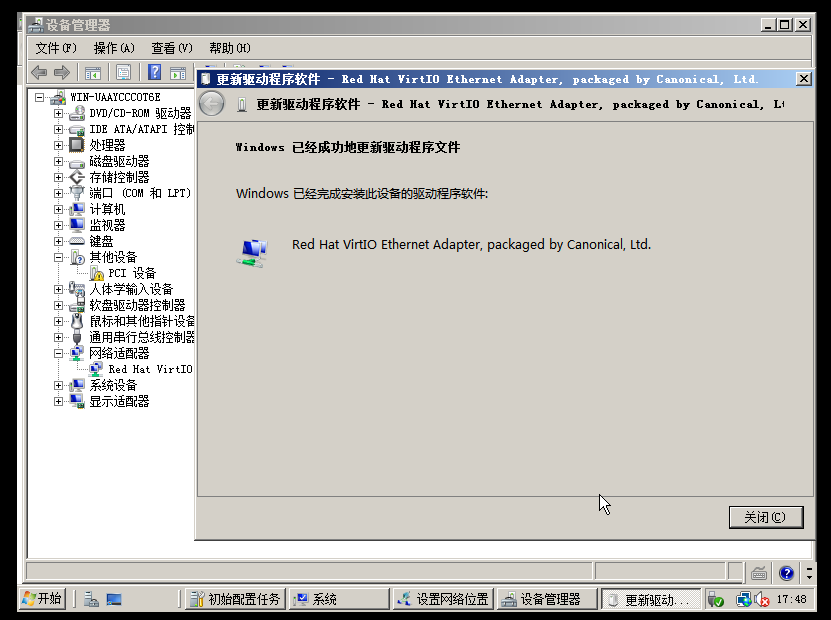 设备管理器
文件(F) 操作(A) 查看(V) 帮助(H)
更新驱动程序软件 - Red Hat VirtIO Ethernet Adapter, packaged by Canonical, Ltd.
更新驱动程序软件 - Red Hat VirtIO Ethernet Adapter, packaged by Canonical, Lt
WIN-UAAYCCCOT6E
DVD/CD-ROM 驱动器
IDE ATA/ATAPI 控制
处理器
磁盘驱动器
存储控制器
端口 (COM 和 LPT)
计算机
监视器
键盘
其他设备
PCI 设备
人体学输入设备
软盘驱动器控制器
鼠标和其他指针设备
通用串行总线控制器
网络适配器
Red Hat VirtIO
系统设备
显示适配器
Windows 已经成功地更新驱动程序文件
Windows 已经完成安装此设备的驱动程序软件:
Red Hat VirtIO Ethernet Adapter, packaged by Canonical, Ltd.
关闭(C)
开始 初始配置任务 系统 设置网络位置 设备管理器 更新驱动... 17:48